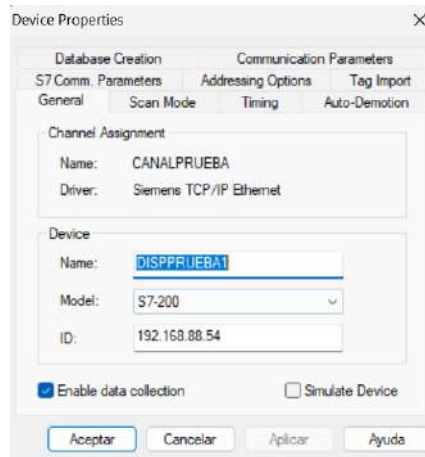 Device Properties
Database Creation Communication Parameters
S7 Comm. Parameters Addressing Options Tag Import
General Scan Mode Timing Auto-Demotion
Channel Assignment
Name: CANALPRUEBA
Driver: Siemens TCP/IP Ethernet
Device
Name: DISPPRUEBA1
Model: S7-200
ID: 192.168.88.54
Enable data collection Simulate Device
Aceptar Cancelar Aplicar Ayuda